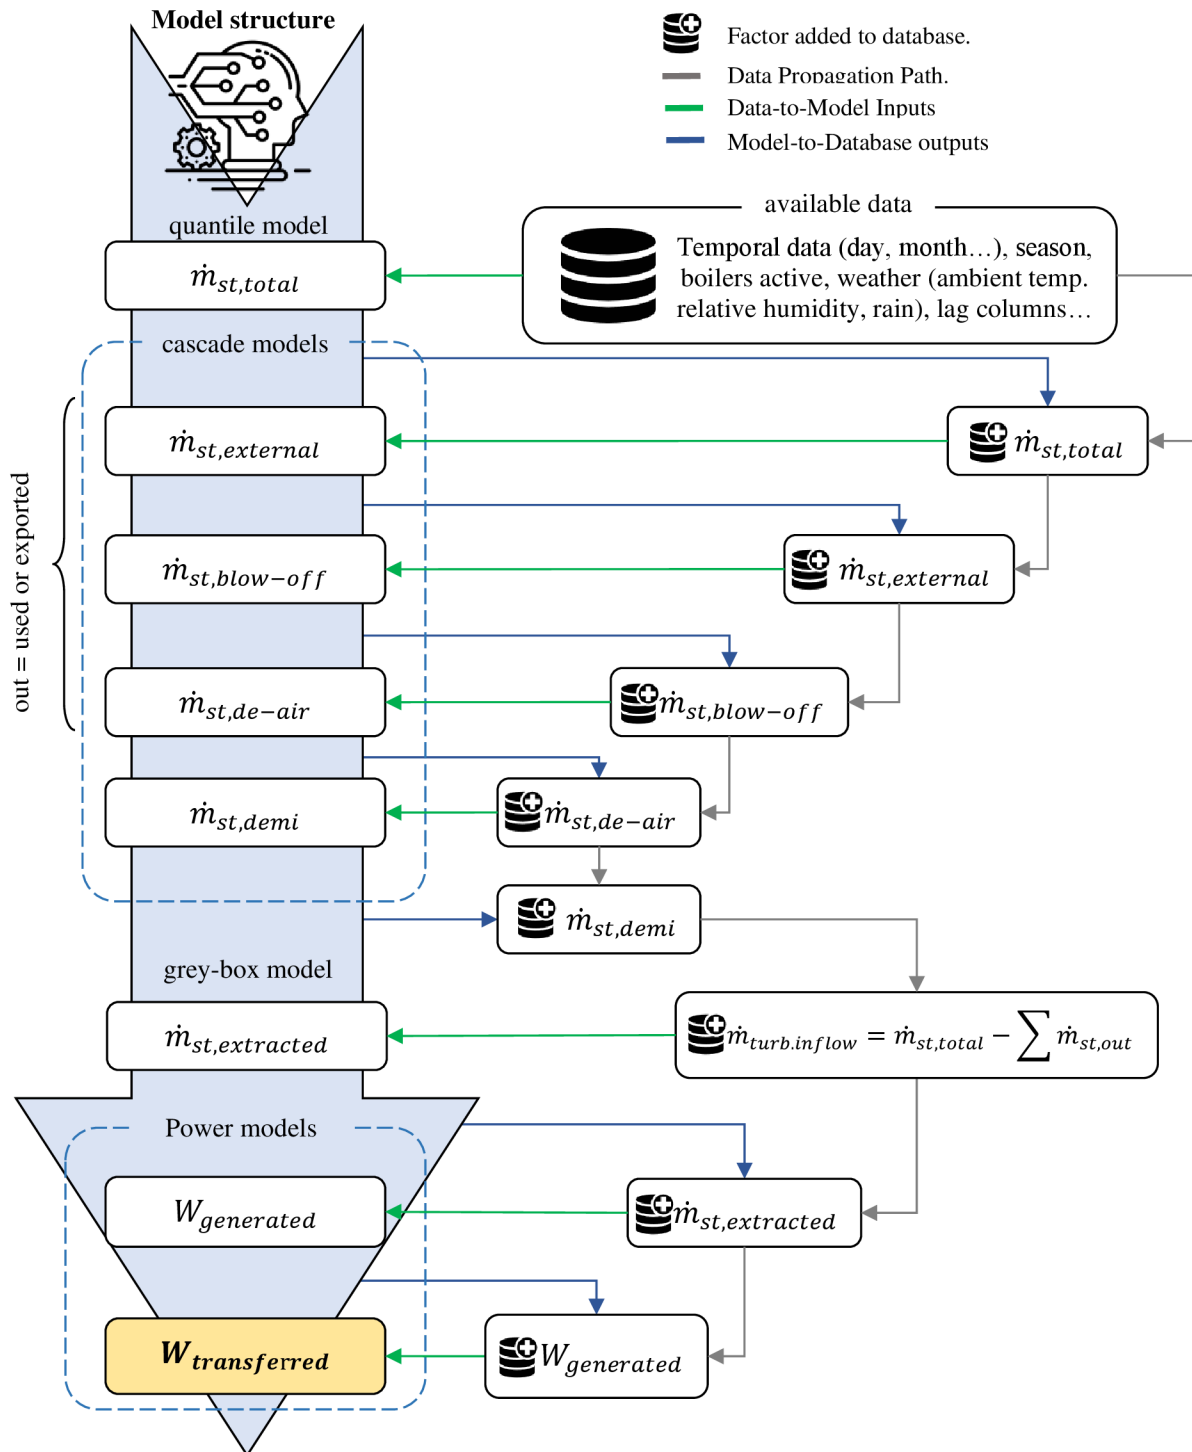 Model structure
Factor added to database.
Data Propagation Path.
Data-to-Model Inputs
Model-to-Database outputs
available data
Temporal data (day, month…), season,
boilers active, weather (ambient temp.
relative humidity, rain), lag columns…
quantile model
ṁst,total
cascade models
ṁst,external
ṁst,total
out = used or exported
ṁst,blow−off
ṁst,external
ṁst,de−air
ṁst,blow−off
ṁst,demi
ṁst,de−air
ṁst,demi
grey-box model
ṁst,extracted
ṁturb.inflow = ṁst,total − ∑ ṁst,out
Power models
Wgenerated
ṁst,extracted
Wtransferred
Wgenerated